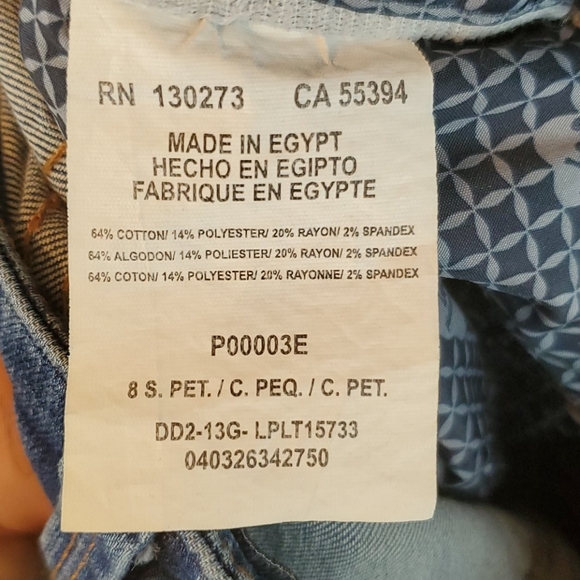 RN 130273 CA 55394
MADE IN EGYPT
HECHO EN EGIPTO
FABRIQUE EN EGYPTE
64% COTTON/ 14% POLYESTER/ 20% RAYON/ 2% SPANDEX
64% ALGODON/ 14% POLIESTER/ 20% RAYON/ 2% SPANDEX
64% COTON/ 14% POLYESTER/ 20% RAYONNE/ 2% SPANDEX
P00003E
8 S. PET. / C. PEQ. / C. PET.
DD2-13G- LPLT15733
040326342750